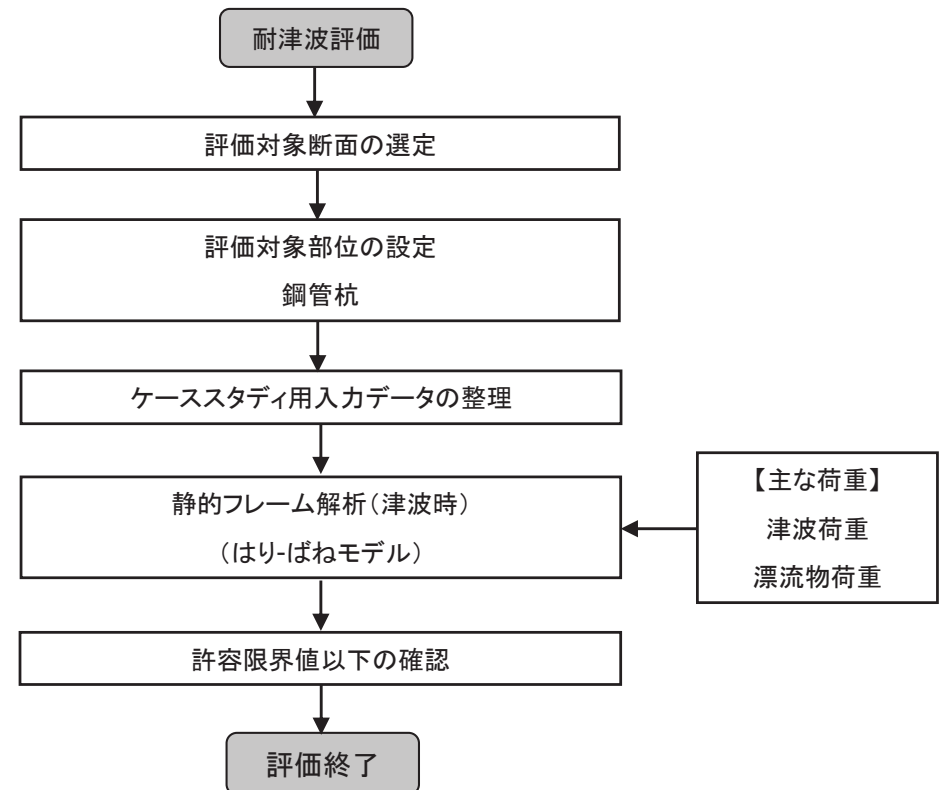 耐津波評価
評価対象断面の選定
評価対象部位の設定
鋼管杭
ケーススタディ用入力データの整理
静的フレーム解析（津波時）
（はり-ばねモデル）
【主な荷重】
津波荷重
漂流物荷重
許容限界値以下の確認
評価終了